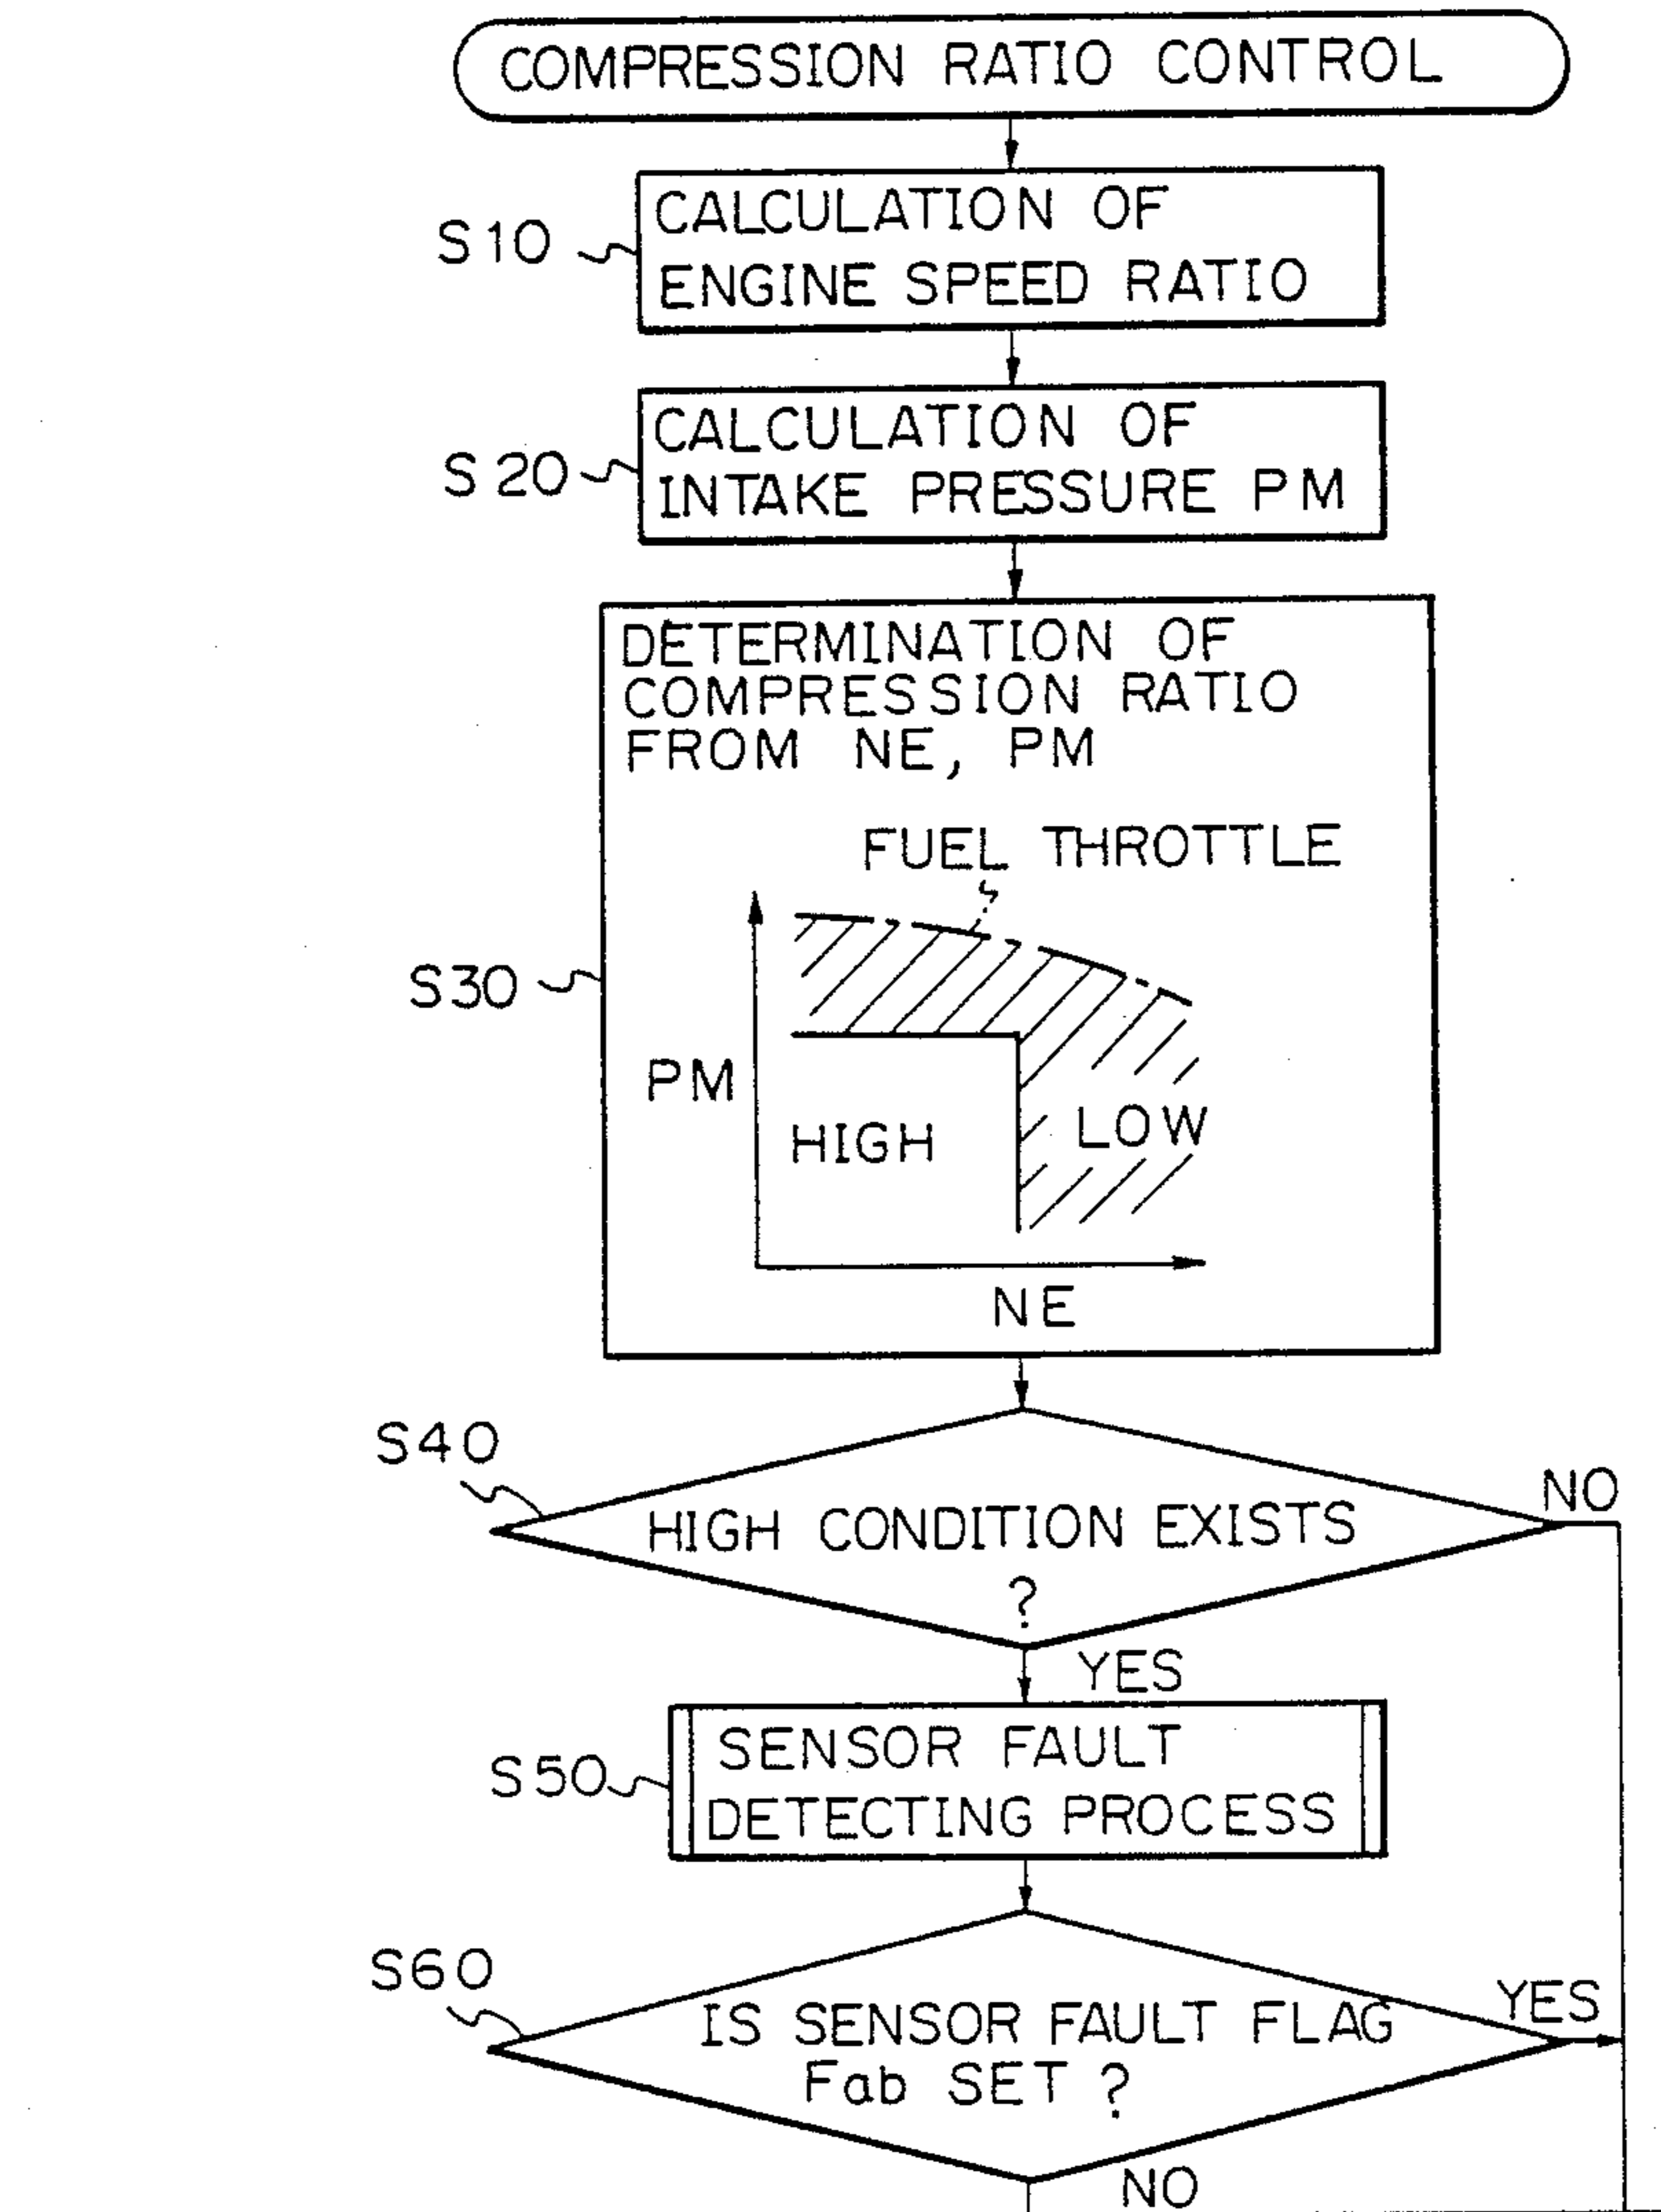 COMPRESSION RATIO CONTROL
S10
CALCULATION OF
ENGINE SPEED RATIO
S20
CALCULATION OF
INTAKE PRESSURE PM
S30
DETERMINATION OF
COMPRESSION RATIO
FROM NE, PM
FUEL THROTTLE
PM
HIGH
LOW
NE
S40
HIGH CONDITION EXISTS
?
NO
YES
S50
SENSOR FAULT
DETECTING PROCESS
S60
IS SENSOR FAULT FLAG
Fab SET ?
YES
NO